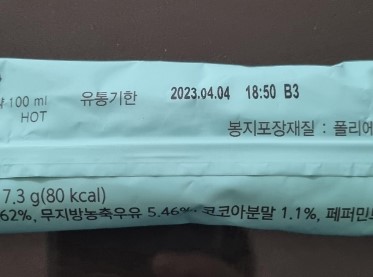 100 ml 유통기한 2023.04.04 18:50 B3
HOT
봉지포장재질 : 폴리에
7.3 g(80 kcal)
62%, 무지방농축우유 5.46%, 코코아분말 1.1%, 페퍼민트